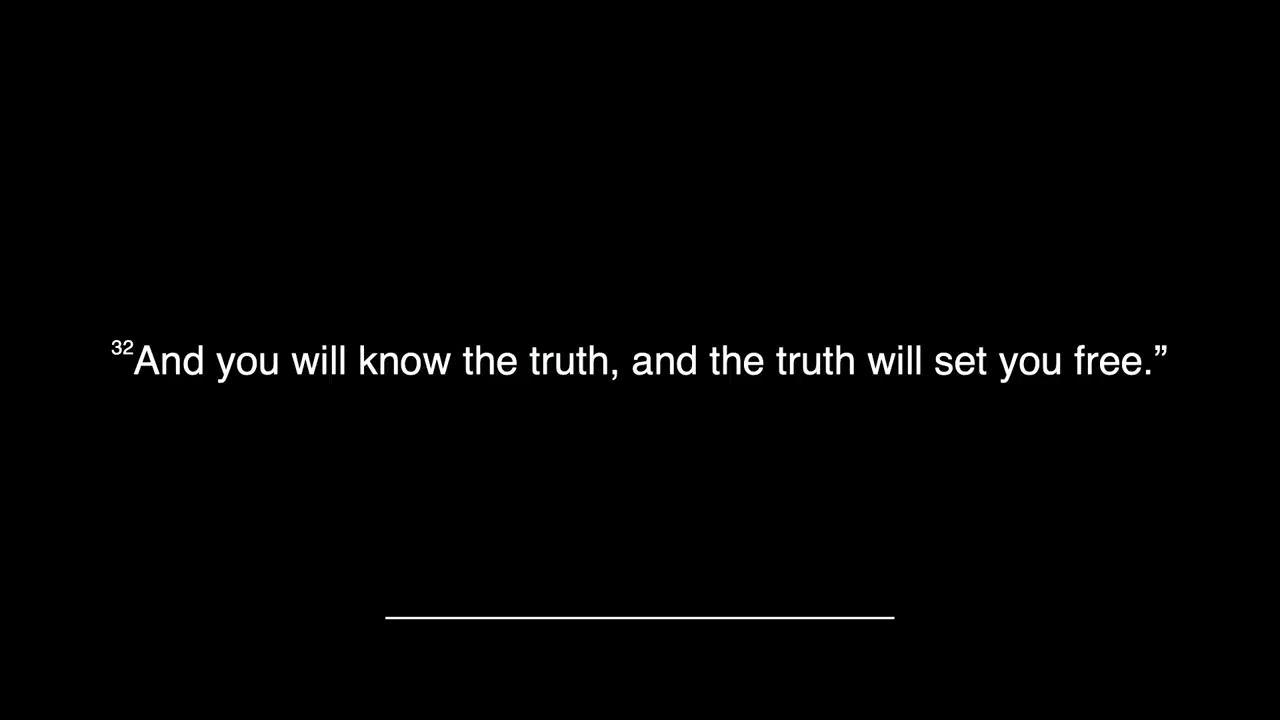 ³²And you will know the truth, and the truth will set you free.”